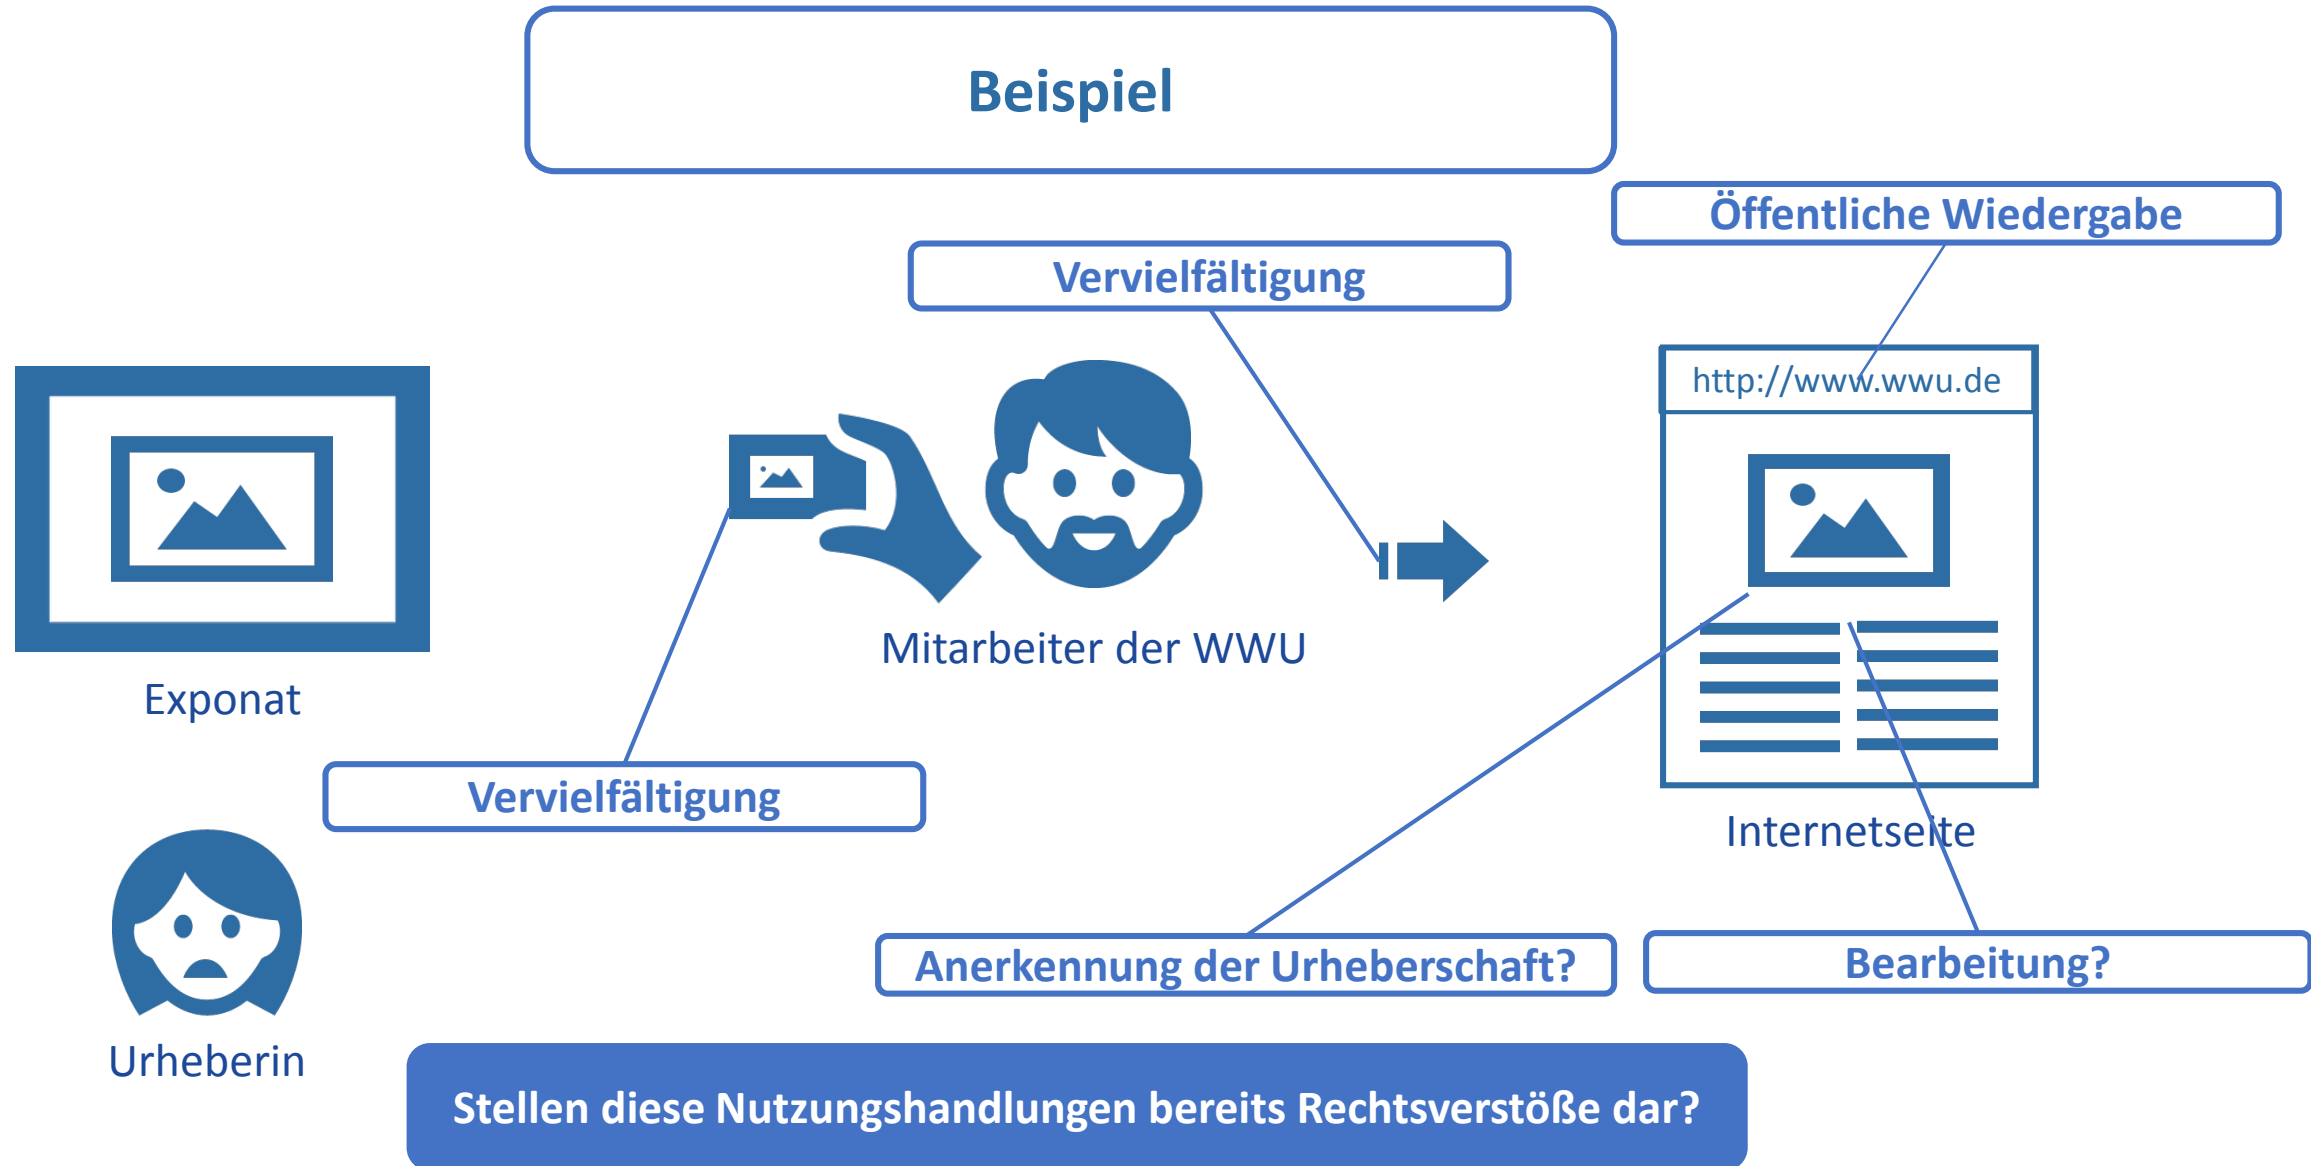 Beispiel
Öffentliche Wiedergabe
Vervielfältigung
http://www.wwu.de
Mitarbeiter der WWU
Exponat
Vervielfältigung
Internetseite
Anerkennung der Urheberschaft?
Bearbeitung?
Urheberin
Stellen diese Nutzungshandlungen bereits Rechtsverstöße dar?